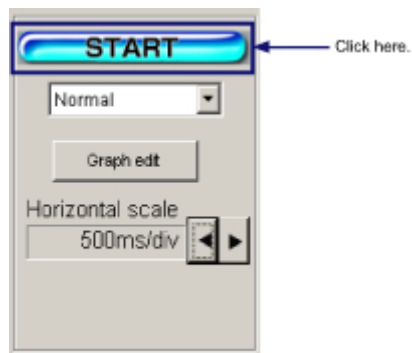 START
Click here.
Normal
Graph edit
Horizontal scale
500ms/div